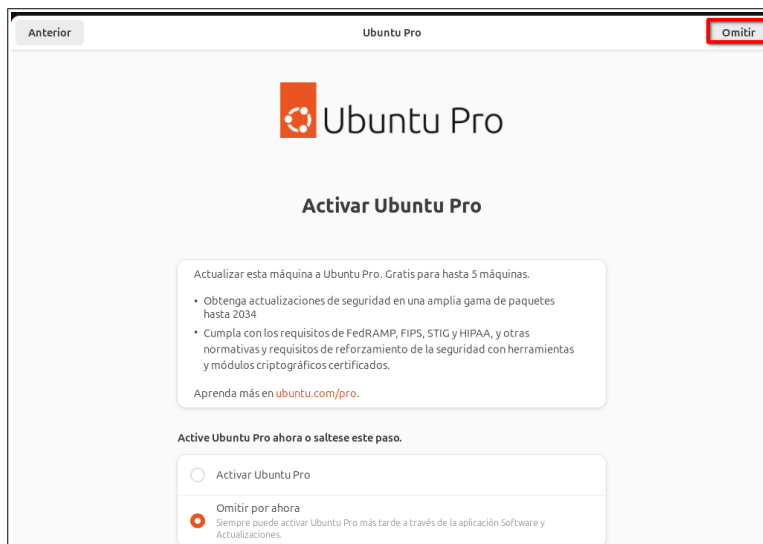 Anterior
Ubuntu Pro
Omitir
Ubuntu Pro
Activar Ubuntu Pro
Actualizar esta máquina a Ubuntu Pro. Gratis para hasta 5 máquinas.
• Obtenga actualizaciones de seguridad en una amplia gama de paquetes
hasta 2034
• Cumpla con los requisitos de FedRAMP, FIPS, STIG y HIPAA, y otras
normativas y requisitos de reforzamiento de la seguridad con herramientas
y módulos criptográficos certificados.
Aprenda más en ubuntu.com/pro.
Active Ubuntu Pro ahora o saltese este paso.
Activar Ubuntu Pro
Omitir por ahora
Siempre puede activar Ubuntu Pro más tarde a través de la aplicación Software y
Actualizaciones.